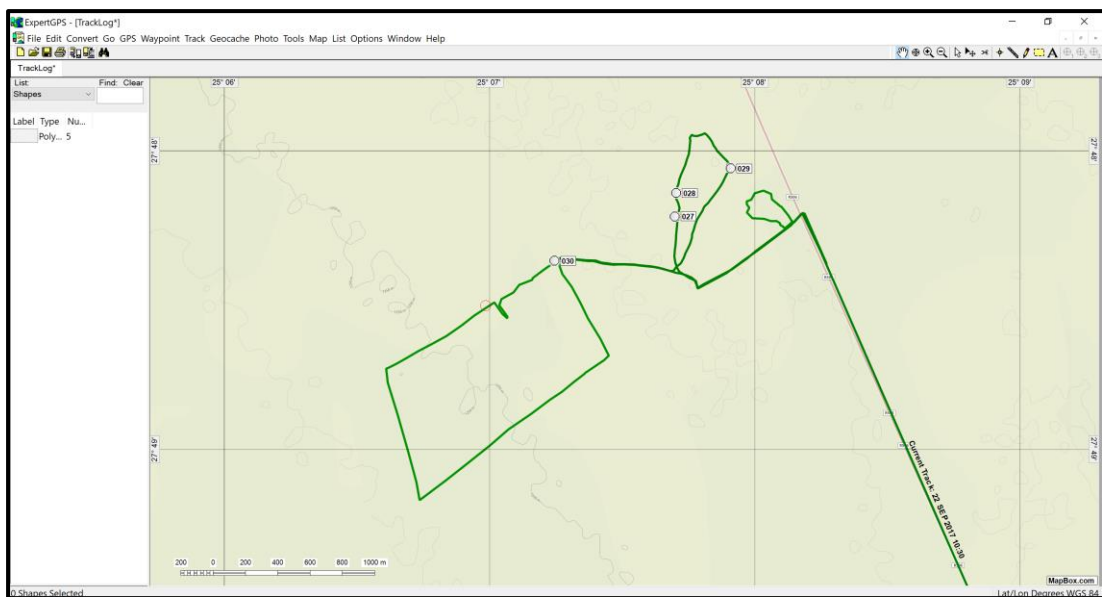 ExpertGPS - [TrackLog*]
File Edit Convert Go GPS Waypoint Track Geocache Photo Tools Map List Options Window Help
TrackLog*
List: Find: Clear
Shapes
Label Type Nu...
Poly... 5
25° 06' 25° 07' 25° 08' 25° 09'
27° 48' 27° 48'
029
028
027
030
27° 49' 27° 49'
Current Track: 22 SEP 2017 10:30
200 0 200 400 600 800 1000 m
MapBox.com
0 Shapes Selected Lat/Lon Degrees WGS 84